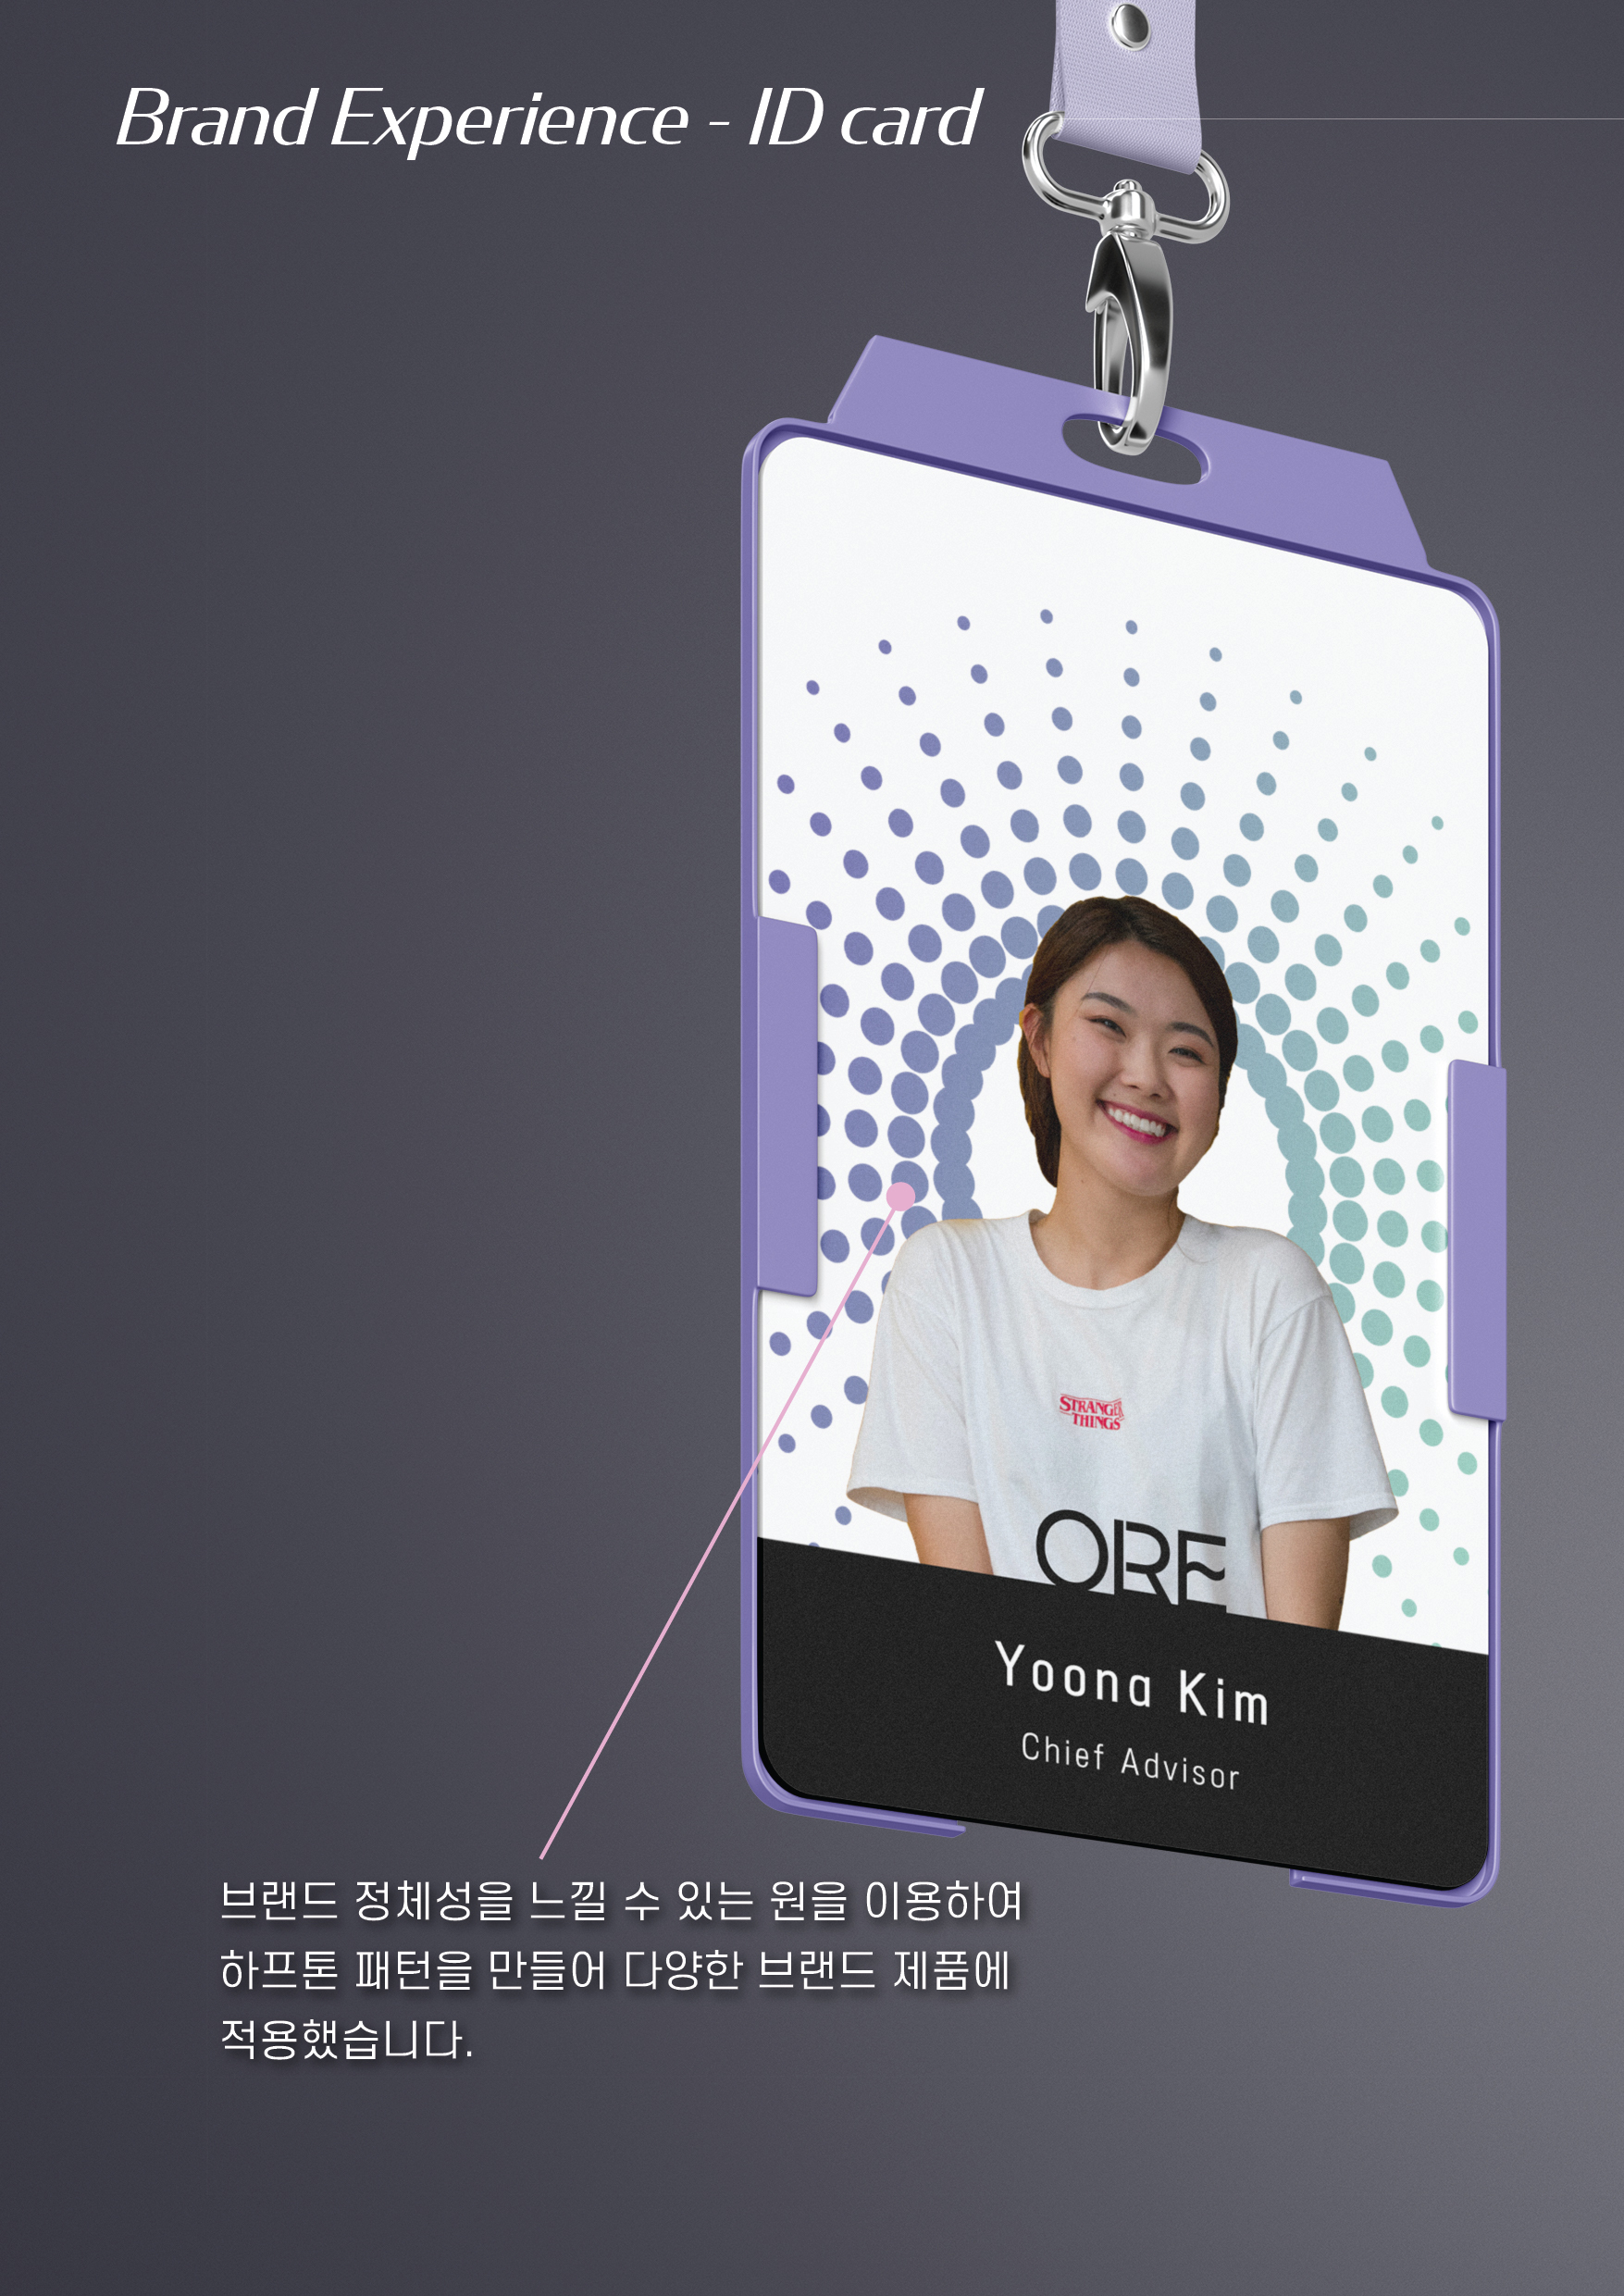 Brand Experience - ID card
STRANGER
THINGS
ORE
Yoona Kim
Chief Advisor
브랜드 정체성을 느낄 수 있는 원을 이용하여
하프톤 패턴을 만들어 다양한 브랜드 제품에
적용했습니다.